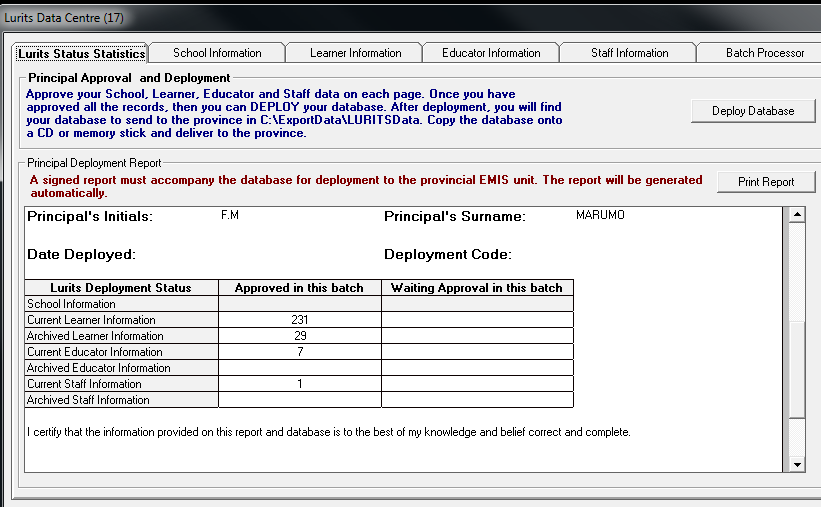 Lurits Data Centre (17)
Lurits Status Statistics School Information Learner Information Educator Information Staff Information Batch Processor
Principal Approval and Deployment
Approve your School, Learner, Educator and Staff data on each page. Once you have
approved all the records, then you can DEPLOY your database. After deployment, you will find
your database to send to the province in C:\ExportData\LURITSData. Copy the database onto
a CD or memory stick and deliver to the province.
Deploy Database
Principal Deployment Report
A signed report must accompany the database for deployment to the provincial EMIS unit. The report will be generated
automatically.
Print Report
Principal's Initials: F.M Principal's Surname: MARUMO
Date Deployed: Deployment Code:
Lurits Deployment Status Approved in this batch Waiting Approval in this batch
School Information
Current Learner Information 231
Archived Learner Information 29
Current Educator Information 7
Archived Educator Information
Current Staff Information 1
Archived Staff Information
I certify that the information provided on this report and database is to the best of my knowledge and belief correct and complete.